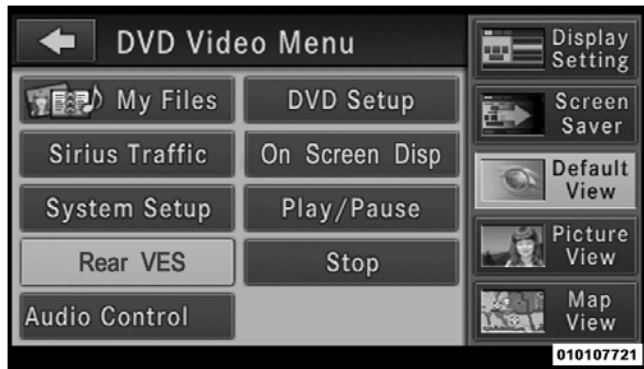 DVD Video Menu
My Files
DVD Setup
Sirius Traffic
On Screen Disp
System Setup
Play/Pause
Rear VES
Stop
Audio Control
Display
Setting
Screen
Saver
Default
View
Picture
View
Map
View
010107721